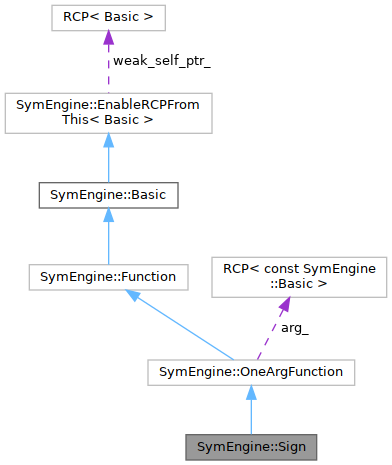 RCP< Basic >
weak_self_ptr_
SymEngine::EnableRCPFrom
This< Basic >
SymEngine::Basic
SymEngine::Function
RCP< const SymEngine
::Basic >
arg_
SymEngine::OneArgFunction
SymEngine::Sign